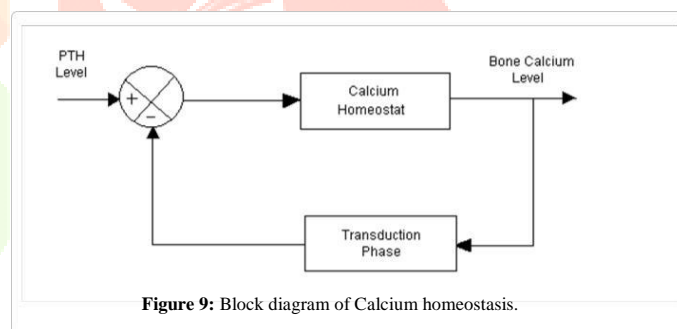 PTH
Level
Bone Calcium
Level
+
−
Calcium
Homeostat
Transduction
Phase
Figure 9: Block diagram of Calcium homeostasis.